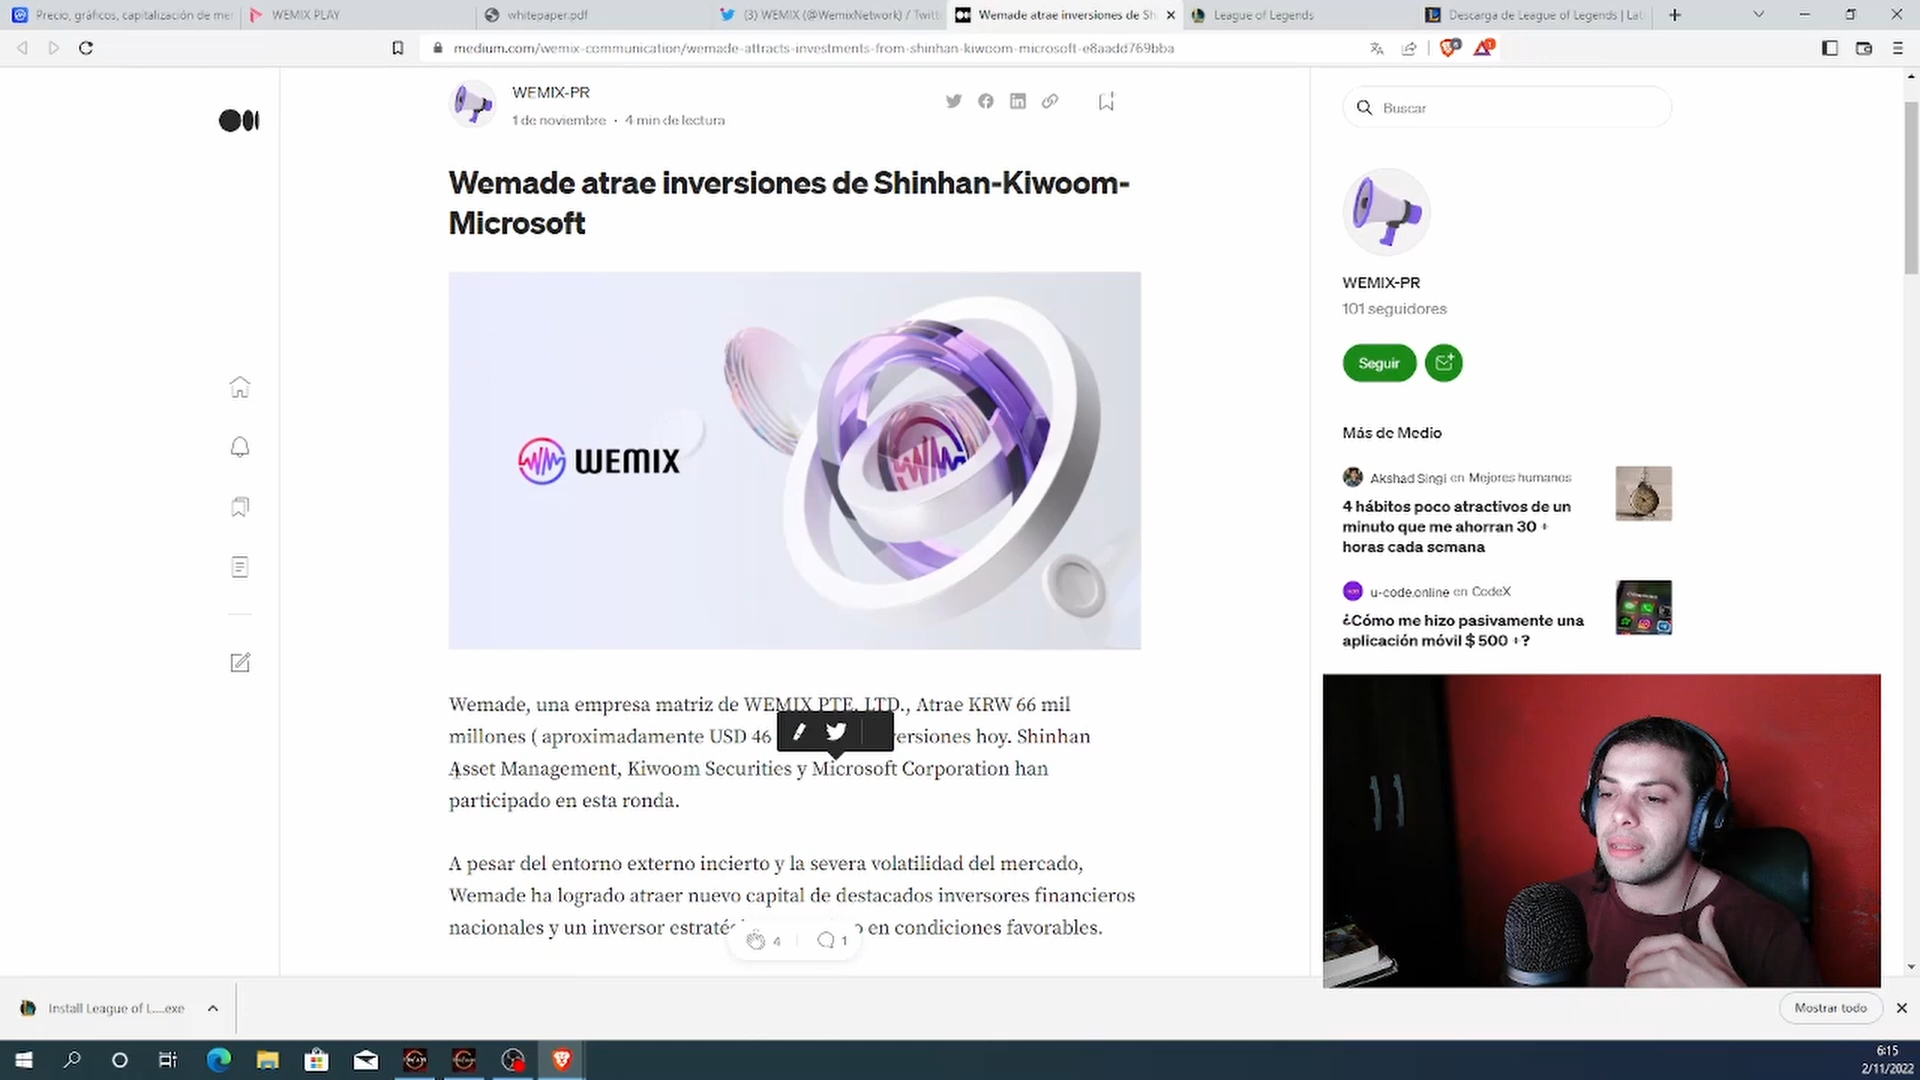 Precio, gráficos, capitalización de mer
WEMIX PLAY
whitepaper.pdf
(3) WEMIX (@WemixNetwork) / Twitt
Wemade atrae inversiones de Sh
League of Legends
Descarga de League of Legends | Lat
medium.com/wemix-communication/wemade-attracts-investments-from-shinhan-kiwoom-microsoft-e8aadd769bba
WEMIX-PR
1 de noviembre · 4 min de lectura
Wemade atrae inversiones de Shinhan-Kiwoom-
Microsoft
WEMIX
Wemade, una empresa matriz de WEMIX PTE. LTD., Atrae KRW 66 mil
millones ( aproximadamente USD 46 versiones hoy. Shinhan
Asset Management, Kiwoom Securities y Microsoft Corporation han
participado en esta ronda.
A pesar del entorno externo incierto y la severa volatilidad del mercado,
Wemade ha logrado atraer nuevo capital de destacados inversores financieros
nacionales y un inversor estraté o en condiciones favorables.
4
1
Buscar
WEMIX-PR
101 seguidores
Seguir
Más de Medio
Akshad Singi en Mejores humanos
4 hábitos poco atractivos de un
minuto que me ahorran 30 +
horas cada semana
u-code.online en CodeX
¿Cómo me hizo pasivamente una
aplicación móvil $ 500 +?
Install League of L....exe
Mostrar todo
6:15
2/11/2022